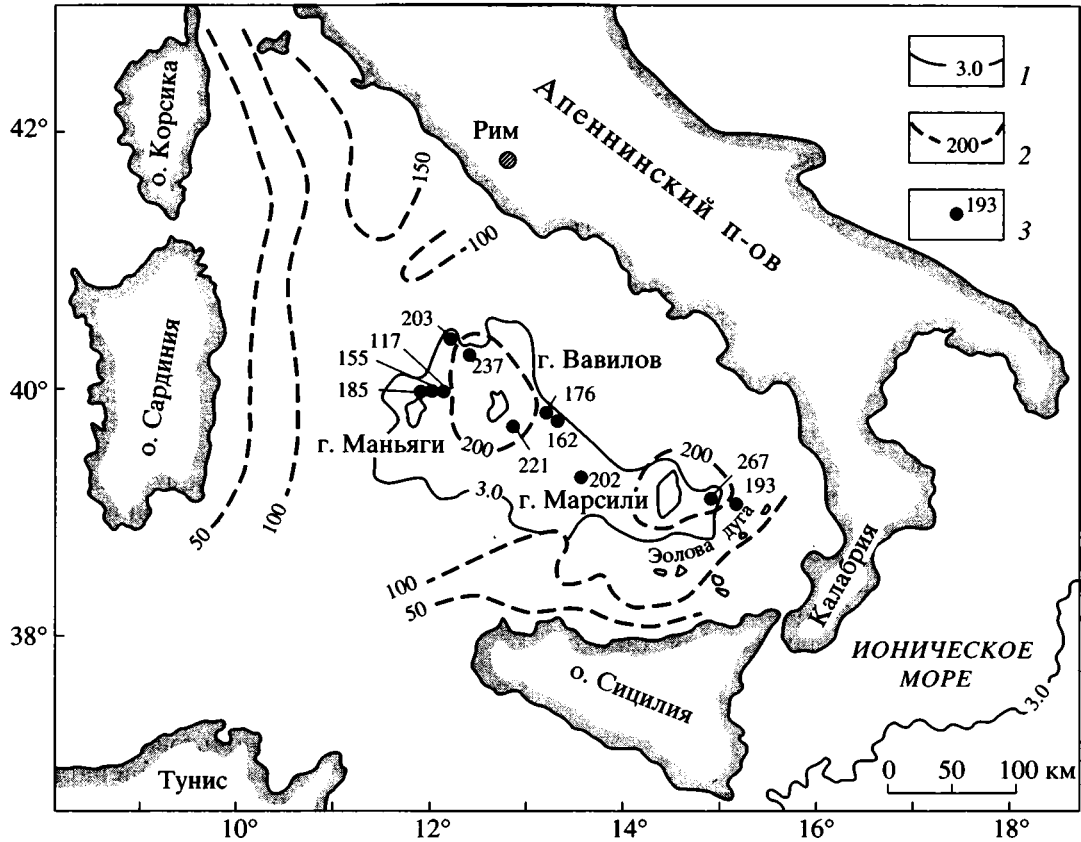 42°
40°
38°
10°
12°
14°
16°
18°
о. Корсика
о. Сардиния
Рим
Апеннинский п-ов
3.0
1
200
2
193
3
150
100
203
117
155
185
237
г. Вавилов
176
162
г. Маньяги
200
221
202
200
267
193
3.0
г. Марсили
Эолова дуга
50
100
100
50
Калабрия
ИОНИЧЕСКОЕ
МОРЕ
3.0
о. Сицилия
Тунис
0 50 100 км